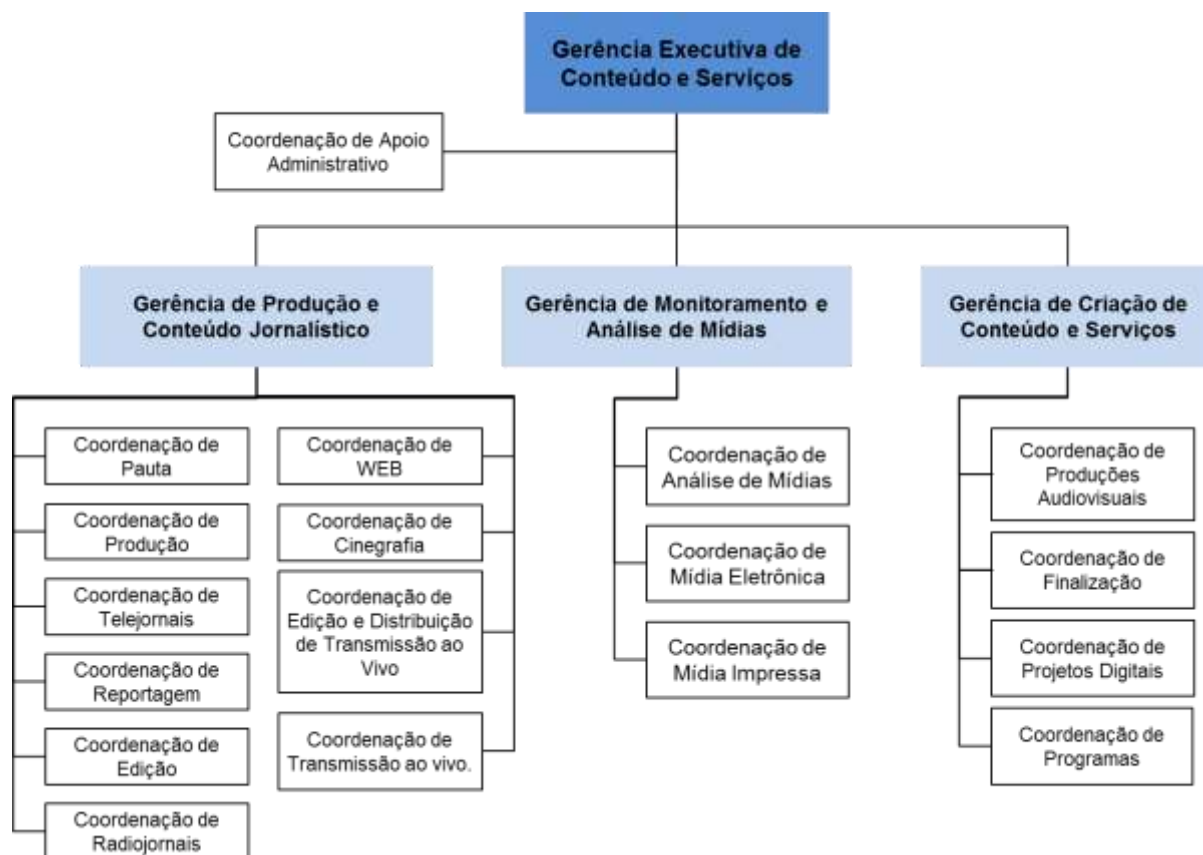 Gerência Executiva de
Conteúdo e Serviços
Coordenação de Apoio
Administrativo
Gerência de Produção e
Conteúdo Jornalístico
Gerência de Monitoramento e
Análise de Mídias
Gerência de Criação de
Conteúdo e Serviços
Coordenação de
Pauta
Coordenação de
Produção
Coordenação de
Telejornais
Coordenação de
Reportagem
Coordenação de
Edição
Coordenação de
Radiojornais
Coordenação de
WEB
Coordenação de
Cinegrafia
Coordenação de
Edição e Distribuição
de Transmissão ao
Vivo
Coordenação de
Transmissão ao vivo.
Coordenação de
Análise de Mídias
Coordenação de
Mídia Eletrônica
Coordenação de
Mídia Impressa
Coordenação de
Produções
Audiovisuais
Coordenação de
Finalização
Coordenação de
Projetos Digitais
Coordenação de
Programas